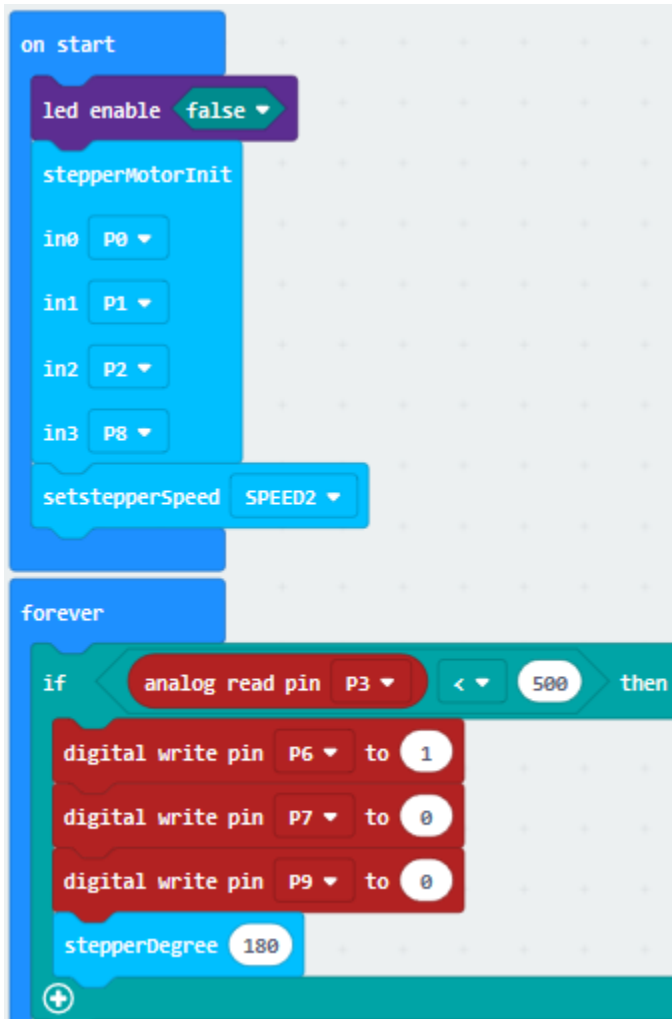 on start
led enable false
stepperMotorInit
in0 P0
in1 P1
in2 P2
in3 P8
setstepperSpeed SPEED2
forever
if analog read pin P3 < 500 then
digital write pin P6 to 1
digital write pin P7 to 0
digital write pin P9 to 0
stepperDegree 180